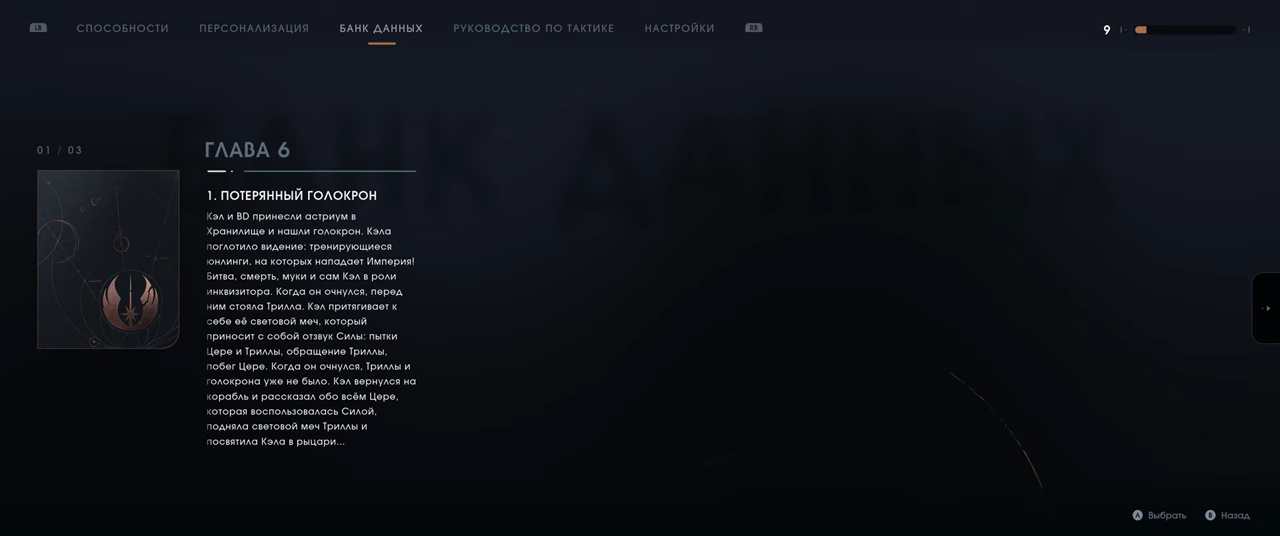 LB СПОСОБНОСТИ ПЕРСОНАЛИЗАЦИЯ БАНК ДАННЫХ РУКОВОДСТВО ПО ТАКТИКЕ НАСТРОЙКИ RB 9
БАНК ДАННЫХ
01 / 03
ГЛАВА 6
1. ПОТЕРЯННЫЙ ГОЛОКРОН
Кэл и BD принесли астриум в
Хранилище и нашли голокрон. Кэла
поглотило видение: тренирующиеся
юнлинги, на которых нападает Империя!
Битва, смерть, муки и сам Кэл в роли
инквизитора. Когда он очнулся, перед
ним стояла Трилла. Кэл притягивает к
себе её световой меч, который
приносит с собой отзвук Силы: пытки
Цере и Триллы, обращение Триллы,
побег Цере. Когда он очнулся, Триллы и
голокрона уже не было. Кэл вернулся на
корабль и рассказал обо всём Цере,
которая воспользовалась Силой,
подняла световой меч Триллы и
посвятила Кэла в рыцари...
A Выбрать B Назад